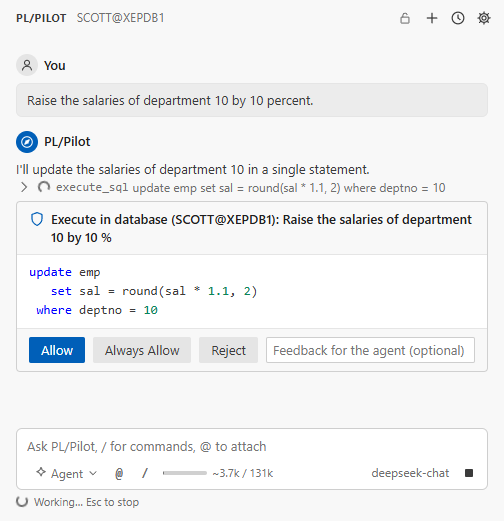 PL/PILOT SCOTT@XEPDB1
You
Raise the salaries of department 10 by 10 percent.
PL/Pilot
I'll update the salaries of department 10 in a single statement.
execute_sql update emp set sal = round(sal * 1.1, 2) where deptno = 10
Execute in database (SCOTT@XEPDB1): Raise the salaries of department
10 by 10 %
update emp
set sal = round(sal * 1.1, 2)
where deptno = 10
Allow Always Allow Reject Feedback for the agent (optional)
Ask PL/Pilot, / for commands, @ to attach
Agent @ / ~3.7k / 131k deepseek-chat
Working... Esc to stop